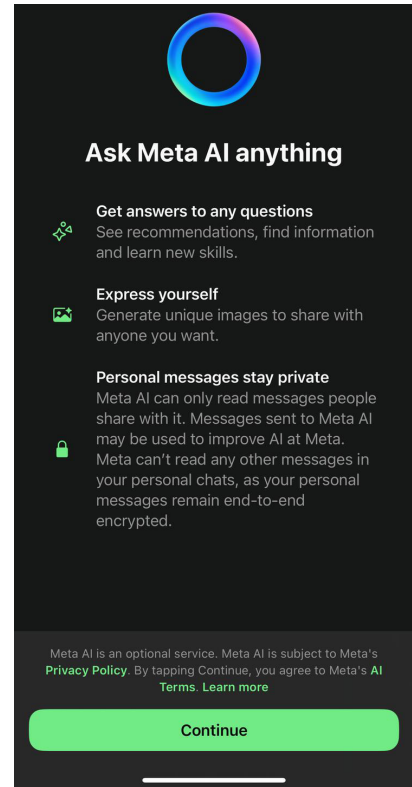 Ask Meta AI anything
Get answers to any questions
See recommendations, find information
and learn new skills.
Express yourself
Generate unique images to share with
anyone you want.
Personal messages stay private
Meta AI can only read messages people
share with it. Messages sent to Meta AI
may be used to improve AI at Meta.
Meta can't read any other messages in
your personal chats, as your personal
messages remain end-to-end
encrypted.
Meta AI is an optional service. Meta AI is subject to Meta's
Privacy Policy. By tapping Continue, you agree to Meta's AI
Terms. Learn more
Continue